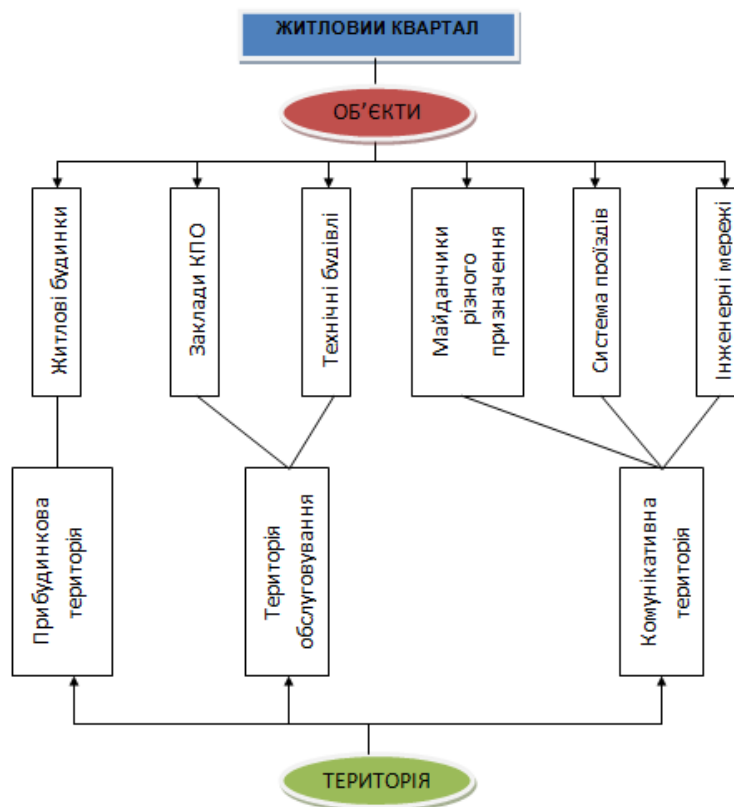 ЖИТЛОВИИ КВАРТАЛ
ОБ’ЄКТИ
Житлові будинки
Заклади КПО
Технічні будівлі
Майданчики
різного
призначення
Система проїздів
Інженерні мережі
Прибудинкова
територія
Територія
обслуговування
Комунікативна
територія
ТЕРИТОРІЯ